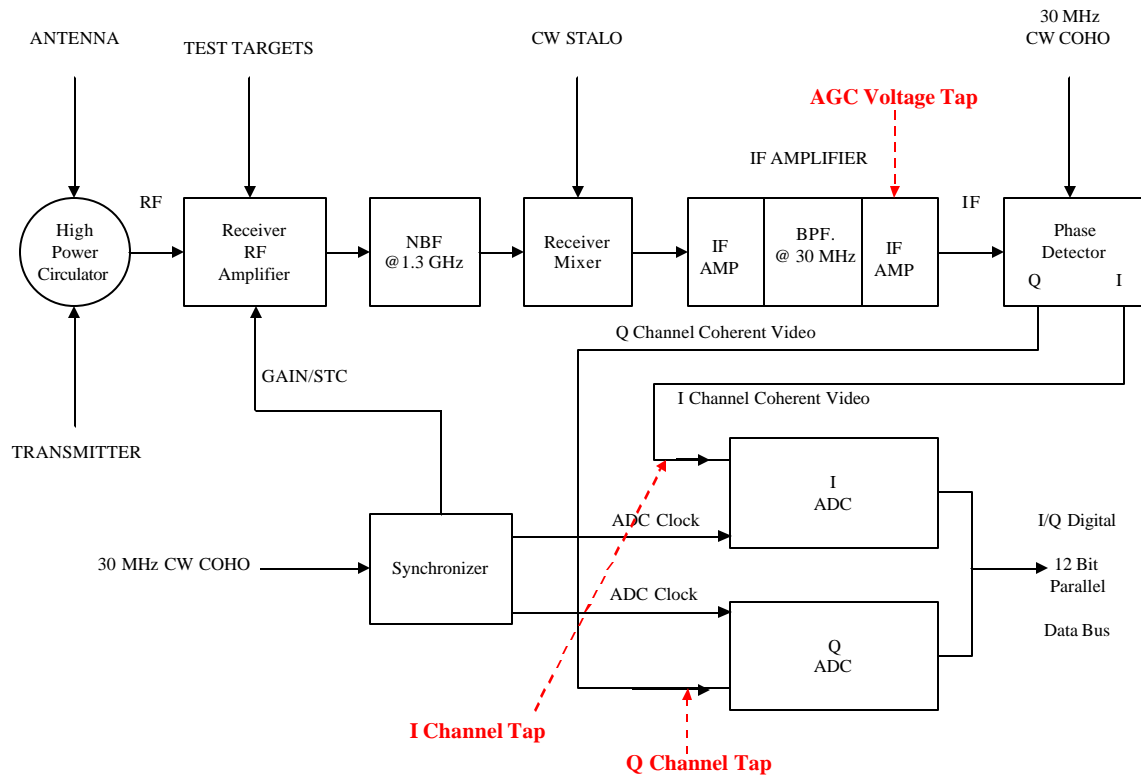 ANTENNA
TEST TARGETS
CW STALO
30 MHz
CW COHO
AGC Voltage Tap
IF AMPLIFIER
RF
IF
High
Power
Circulator
Receiver
RF
Amplifier
NBF
@1.3 GHz
Receiver
Mixer
IF
AMP
BPF.
@ 30 MHz
IF
AMP
Phase
Detector
Q I
Q Channel Coherent Video
GAIN/STC
I Channel Coherent Video
TRANSMITTER
I
ADC
ADC Clock
I/Q Digital
30 MHz CW COHO
Synchronizer
12 Bit
Parallel
ADC Clock
Data Bus
Q
ADC
I Channel Tap
Q Channel Tap